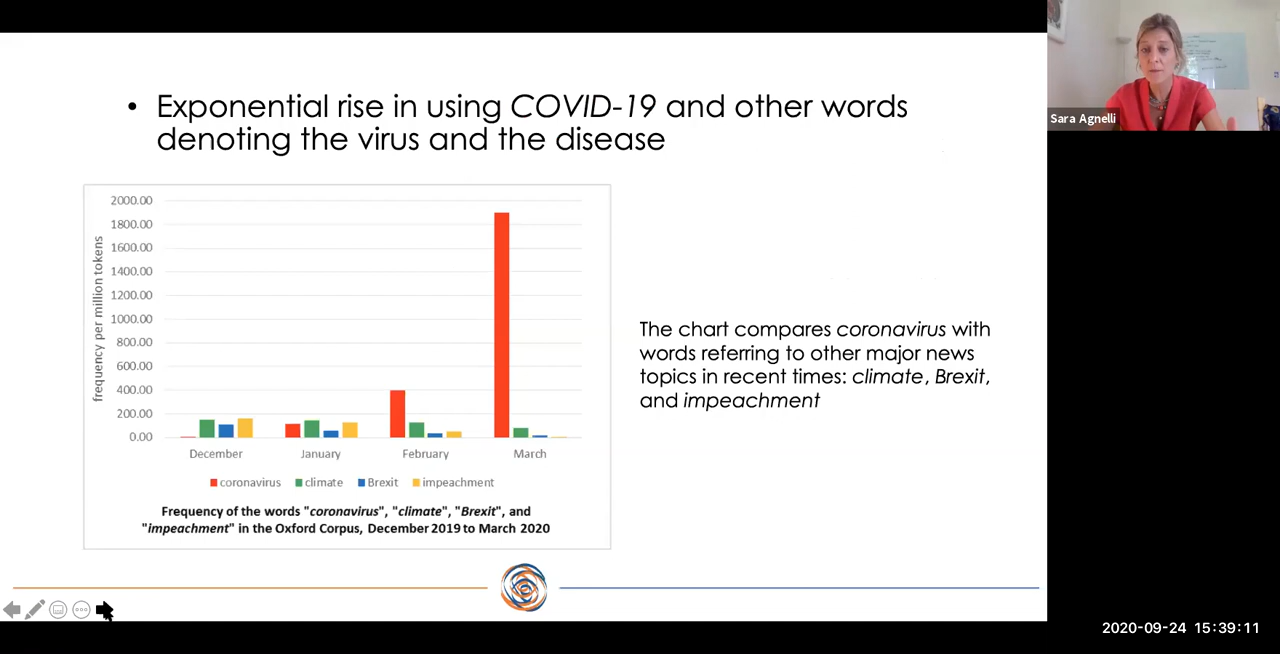 • Exponential rise in using COVID-19 and other words
denoting the virus and the disease
Sara Agnelli
frequency per million tokens
2000.00
1800.00
1600.00
1400.00
1200.00
1000.00
800.00
600.00
400.00
200.00
0.00
December January February March
coronavirus climate Brexit impeachment
Frequency of the words "coronavirus", "climate", "Brexit", and
"impeachment" in the Oxford Corpus, December 2019 to March 2020
The chart compares coronavirus with
words referring to other major news
topics in recent times: climate, Brexit,
and impeachment
2020-09-24 15:39:11